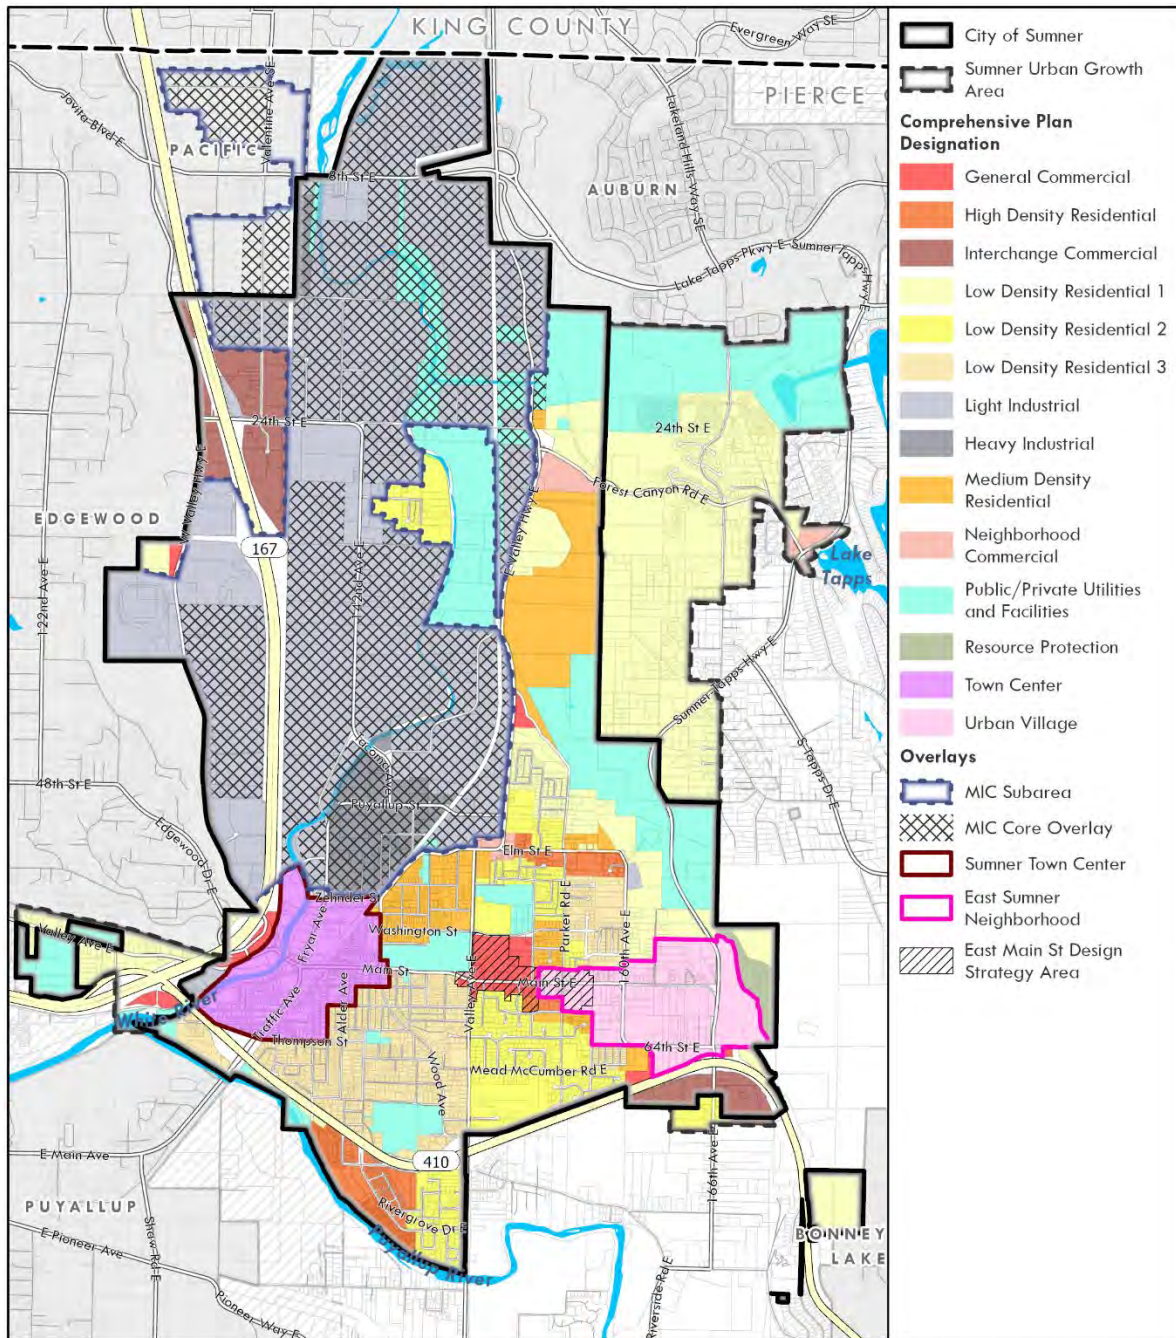 KING COUNTY
Evergreen Way SE
PIERCE C
Jovita Blvd E
Valentine Ave SE
Lakeland Hills Way SE
PACIFIC
8th St E
AUBURN
Lake Tapps Pkwy E
Sumner Tapps Hwy E
24th St E
24th St E
W Valley Hwy E
E Valley Hwy E
Forest Canyon Rd E
EDGEWOOD
167
122nd Ave E
142nd Ave E
Lake
Tapps
Sumner Tapps Hwy E
S Tapps Dr E
Tacoma Ave
Puyallup St
48th St E
Edgewood Dr E
Elm St E
Zehnder St
Fryar Ave
Washington St
Parker Rd E
160th Ave E
Valley Ave E
Main St
Main St E
Valley Ave E
White River
Traffic Ave
Alder Ave
Thompson St
64th St E
Wood Ave
Mead McCumber Rd E
410
E Main Ave
166th Ave E
PUYALLUP
Rivergrove Dr E
Shaw Rd E
E Pioneer Ave
Puyallup River
BONNEY
LAKE
Riverside Rd E
Pioneer Way E
City of Sumner
Sumner Urban Growth
Area
Comprehensive Plan
Designation
General Commercial
High Density Residential
Interchange Commercial
Low Density Residential 1
Low Density Residential 2
Low Density Residential 3
Light Industrial
Heavy Industrial
Medium Density
Residential
Neighborhood
Commercial
Public/Private Utilities
and Facilities
Resource Protection
Town Center
Urban Village
Overlays
MIC Subarea
MIC Core Overlay
Sumner Town Center
East Sumner
Neighborhood
East Main St Design
Strategy Area